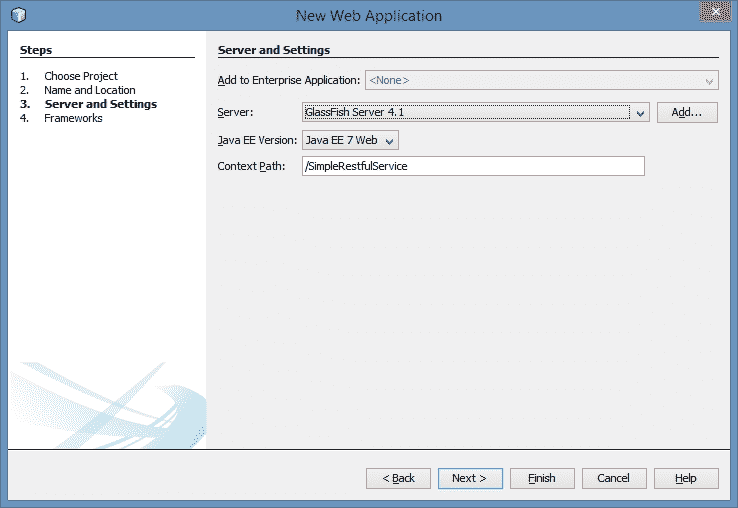 New Web Application
Steps
1. Choose Project
2. Name and Location
3. Server and Settings
4. Frameworks
Server and Settings
Add to Enterprise Application: <None>
Server: GlassFish Server 4.1 Add...
Java EE Version: Java EE 7 Web
Context Path: /SimpleRestfulService
< Back Next > Finish Cancel Help